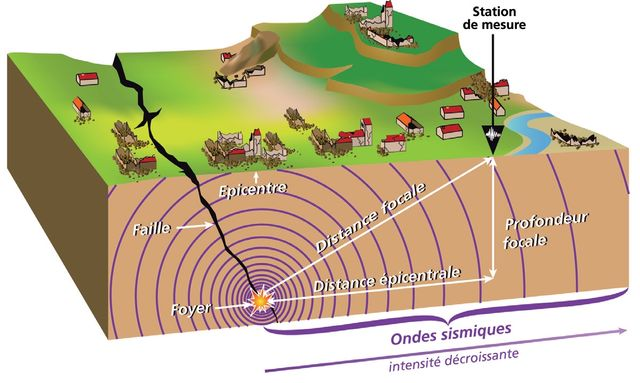 Station
de mesure
Epicentre
Distance focale
Faille
Profondeur
focale
Distance épicentrale
Foyer
Ondes sismiques
intensité décroissante